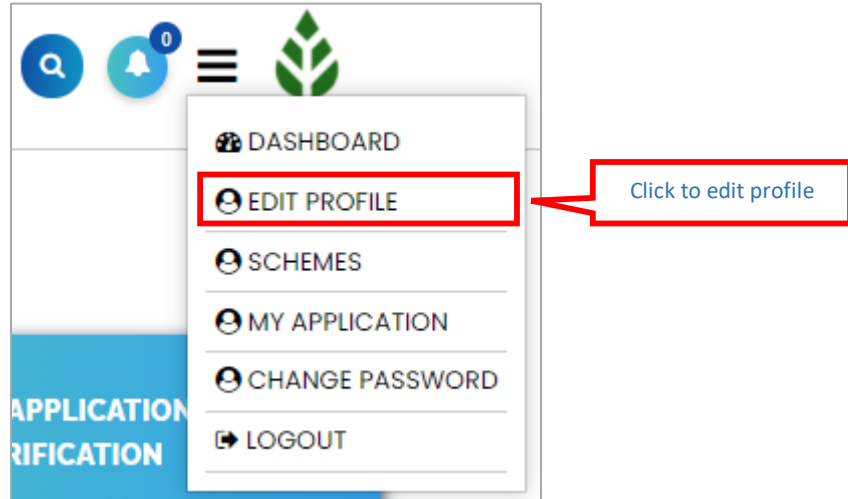 0
DASHBOARD
EDIT PROFILE
Click to edit profile
SCHEMES
MY APPLICATION
CHANGE PASSWORD
APPLICATION
RIFICATION
LOGOUT